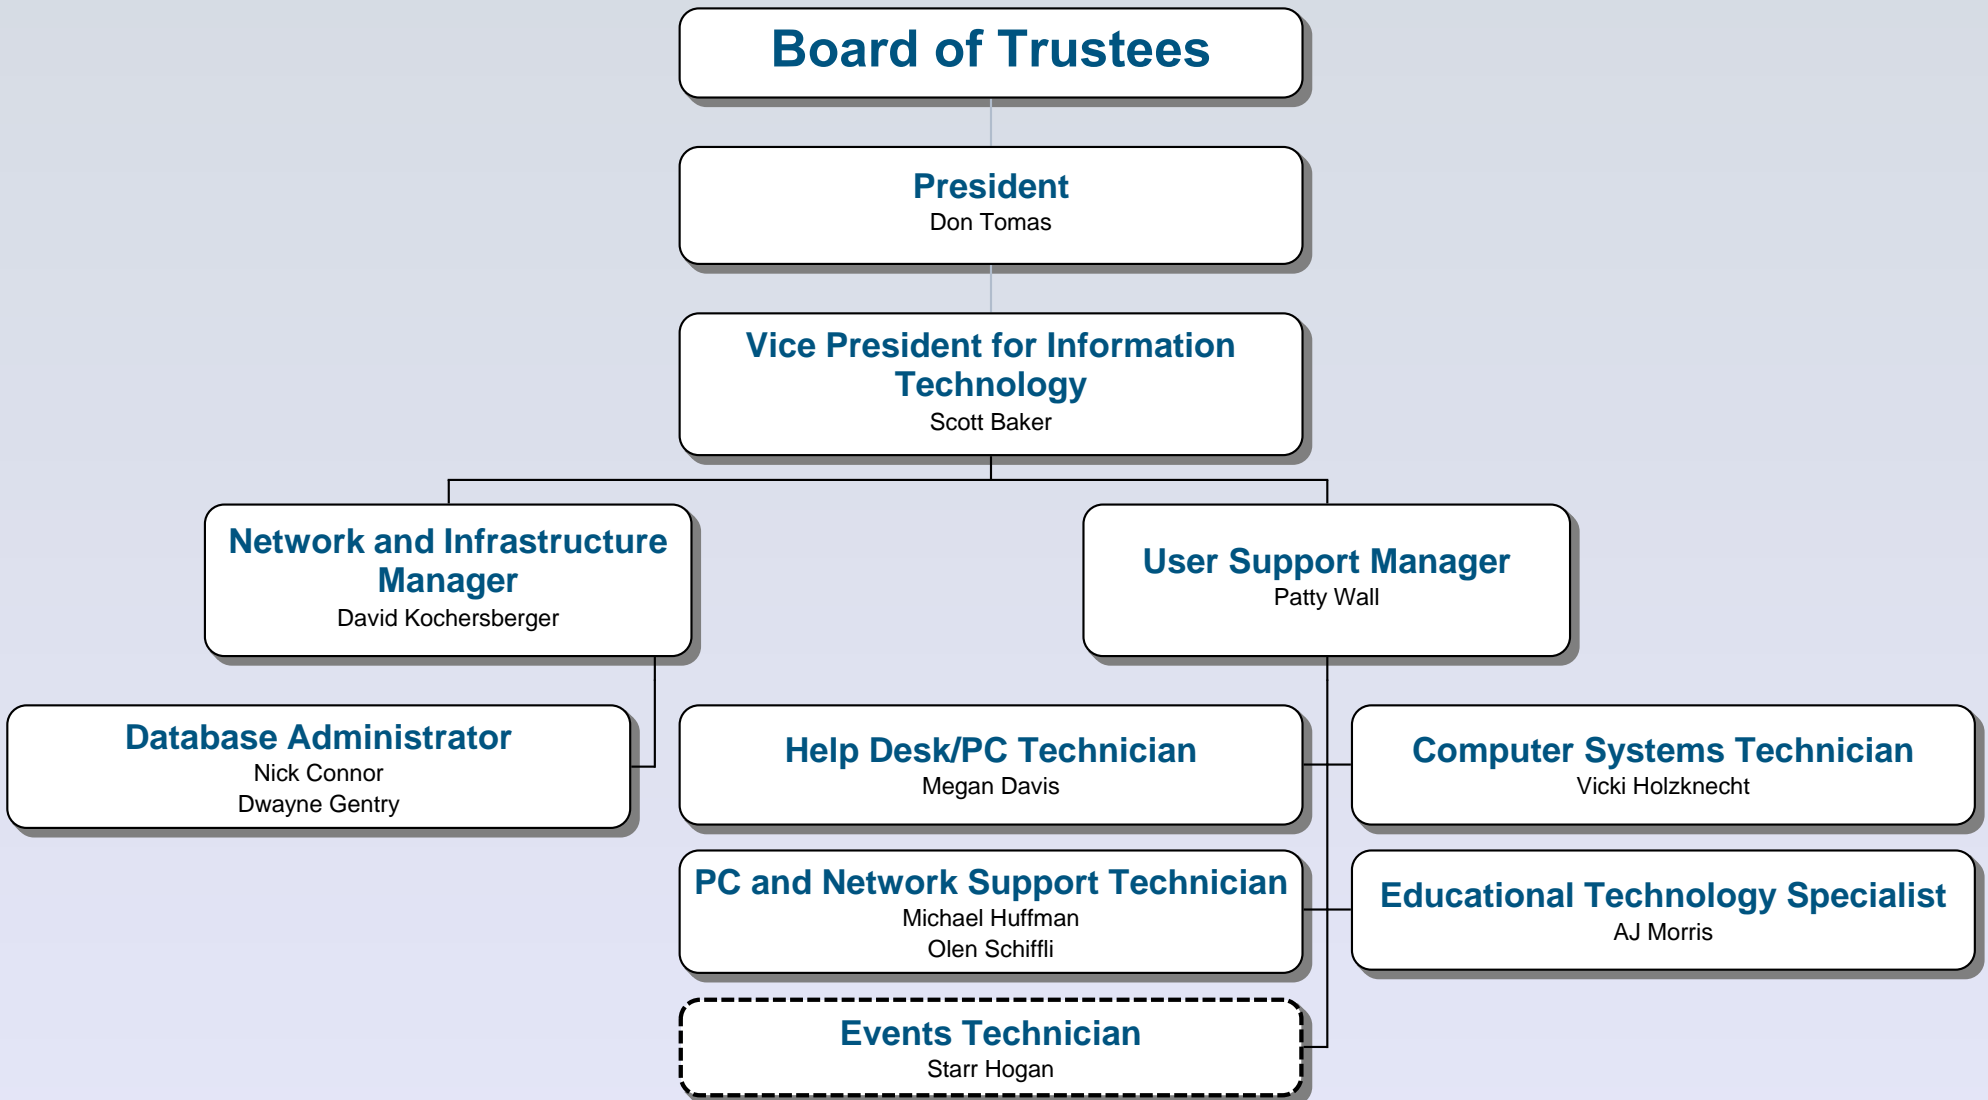 Board of Trustees
President
Don Tomas
Vice President for Information
Technology
Scott Baker
Network and Infrastructure
Manager
David Kochersberger
User Support Manager
Patty Wall
Database Administrator
Nick Connor
Dwayne Gentry
Help Desk/PC Technician
Megan Davis
Computer Systems Technician
Vicki Holzknecht
PC and Network Support Technician
Michael Huffman
Olen Schiffli
Educational Technology Specialist
AJ Morris
Events Technician
Starr Hogan